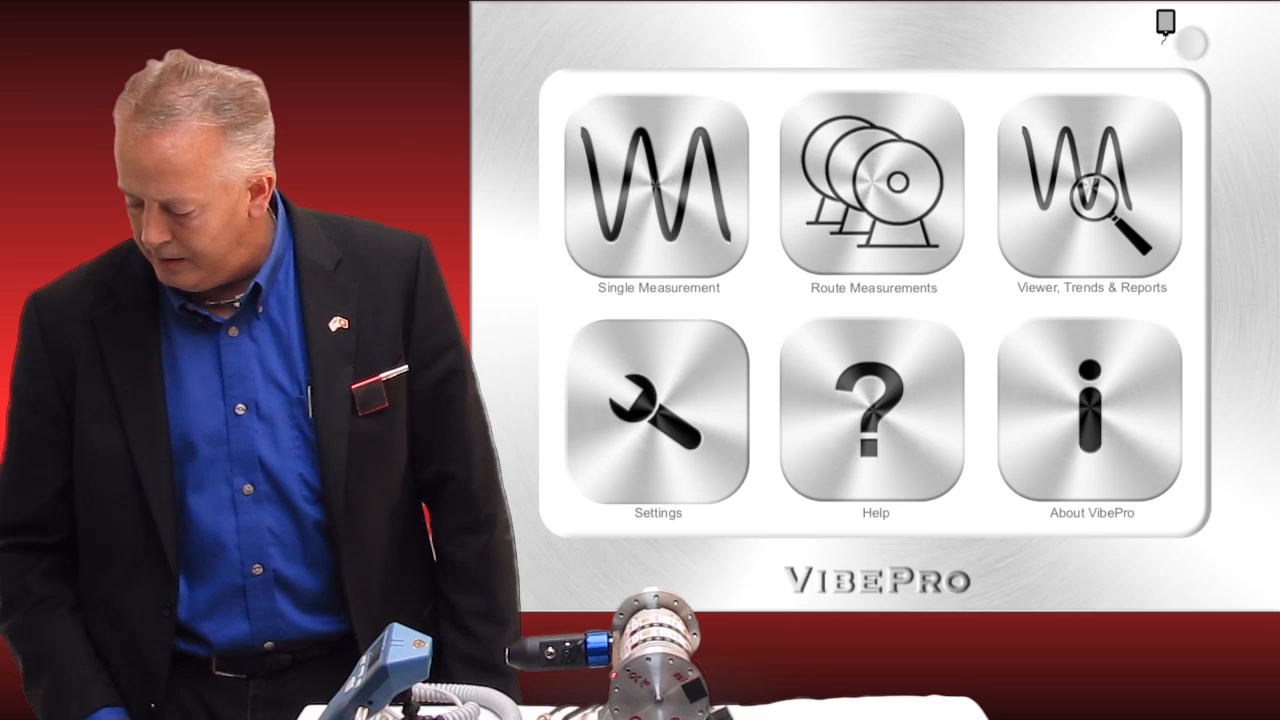 Single Measurement
Route Measurements
Viewer, Trends & Reports
Settings
Help
About VibePro
VIBEPRO